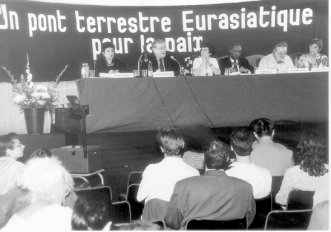 Un pont terrestre Eurasiatique
pour la paix